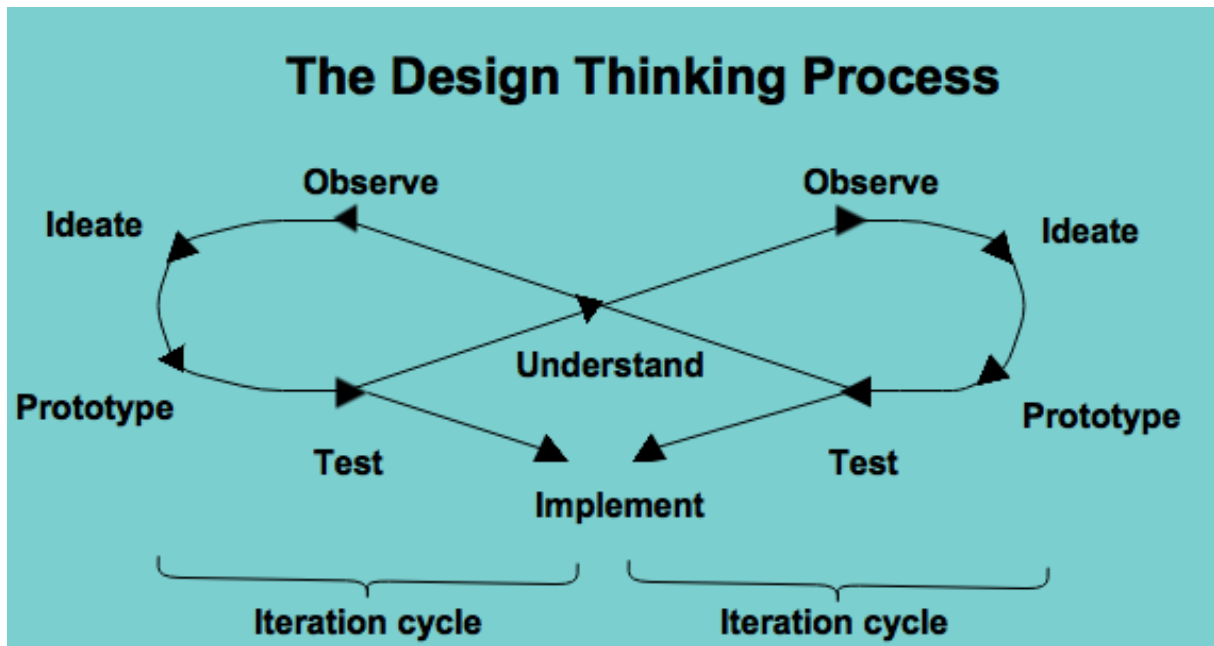 The Design Thinking Process
Observe
Observe
Ideate
Ideate
Understand
Prototype
Prototype
Test
Test
Implement
Iteration cycle
Iteration cycle